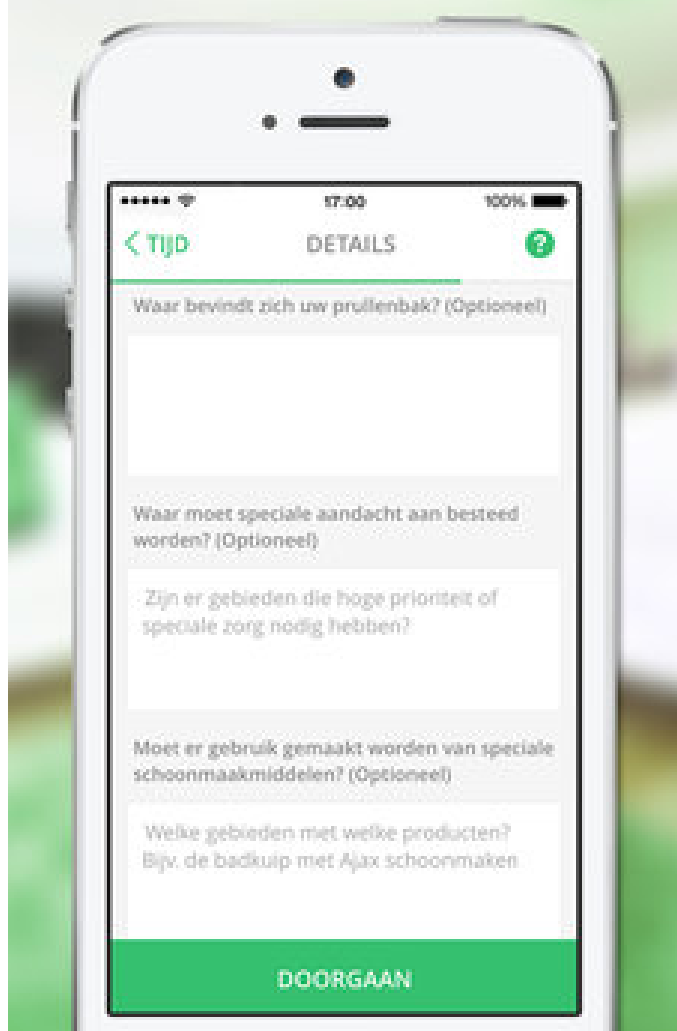 17:00
100%
< TIJD
DETAILS
?
Waar bevindt zich uw prullenbak? (Optioneel)
Waar moet speciale aandacht aan besteed
worden? (Optioneel)
Zijn er gebieden die hoge prioriteit of
speciale zorg nodig hebben?
Moet er gebruik gemaakt worden van speciale
schoonmaakmiddelen? (Optioneel)
Welke gebieden met welke producten?
Bijv. de badkuip met Ajax schoonmaken
DOORGAAN